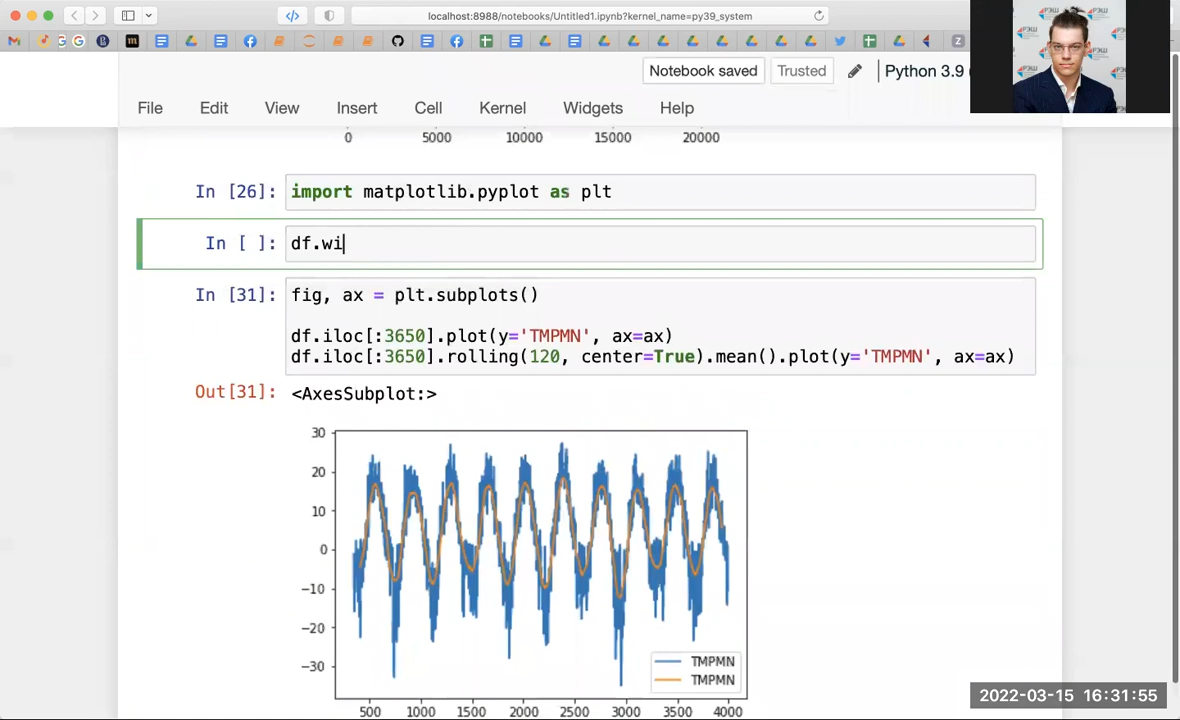 localhost:8988/notebooks/Untitled1.ipynb?kernel_name=py39_system
РЭШ
Notebook saved
Trusted
Python 3.9
File Edit View Insert Cell Kernel Widgets Help
0 5000 10000 15000 20000
In [26]: import matplotlib.pyplot as plt
In [ ]: df.wi
In [31]: fig, ax = plt.subplots()
df.iloc[:3650].plot(y='TMPMN', ax=ax)
df.iloc[:3650].rolling(120, center=True).mean().plot(y='TMPMN', ax=ax)
Out[31]: <AxesSubplot:>
30
20
10
0
−10
−20
−30
TMPMN
TMPMN
500 1000 1500 2000 2500 3000 3500 4000
2022-03-15 16:31:55